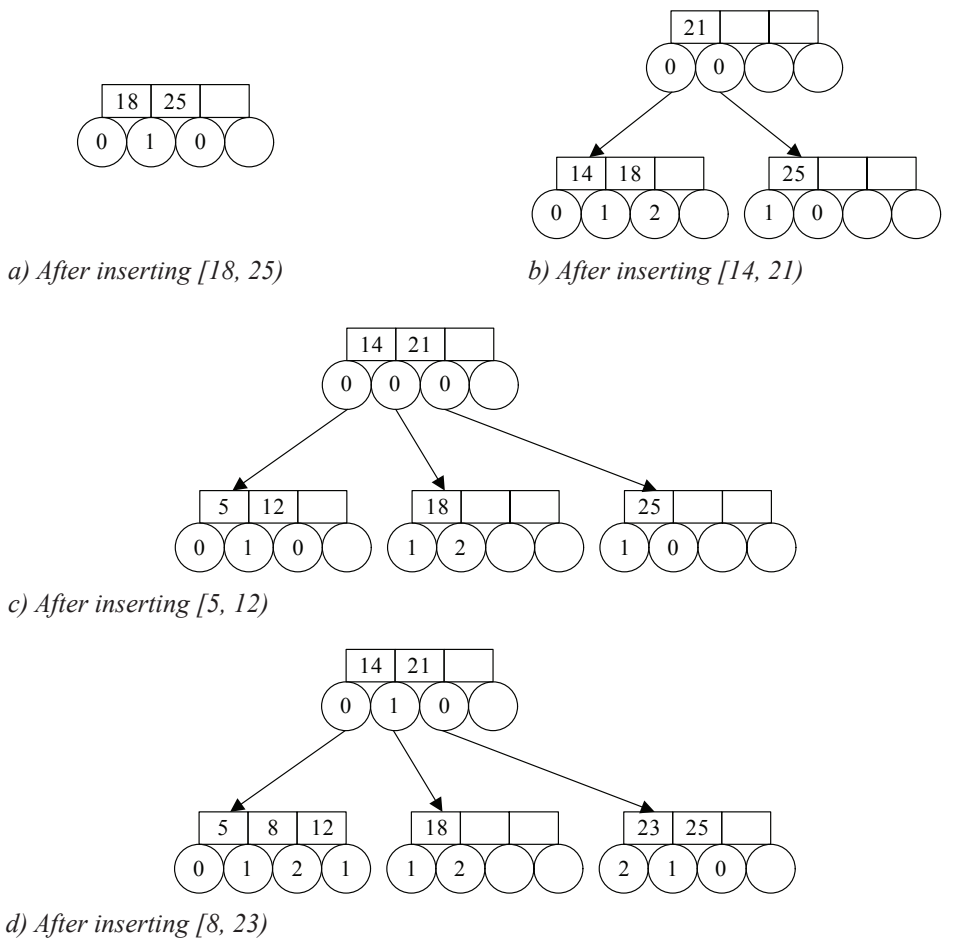 21
0 0
18 25
0 1 0
14 18
0 1 2
25
1 0
a) After inserting [18, 25)
b) After inserting [14, 21)
14 21
0 0 0
5 12
0 1 0
18
1 2
25
1 0
c) After inserting [5, 12)
14 21
0 1 0
5 8 12
0 1 2 1
18
1 2
23 25
2 1 0
d) After inserting [8, 23)